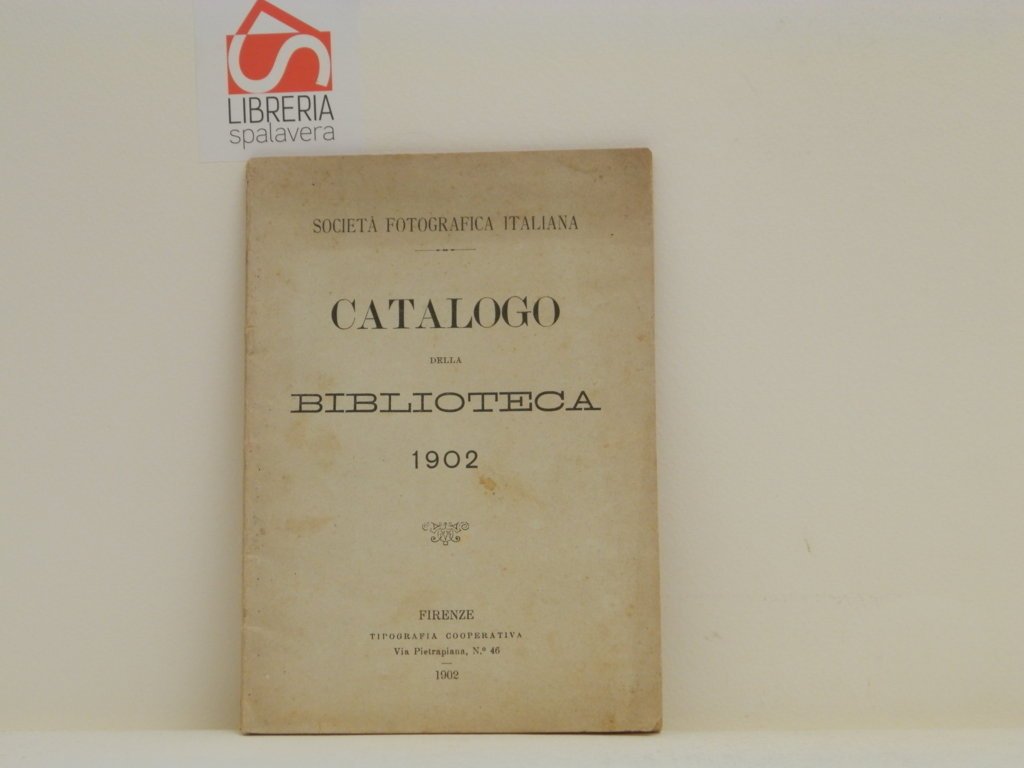 LIBRERIA
spalavera
SOCIETÀ FOTOGRAFICA ITALIANA
CATALOGO
DELLA
BIBLIOTECA
1902
FIRENZE
TIPOGRAFIA COOPERATIVA
Via Pietrapiana, N.º 46
1902